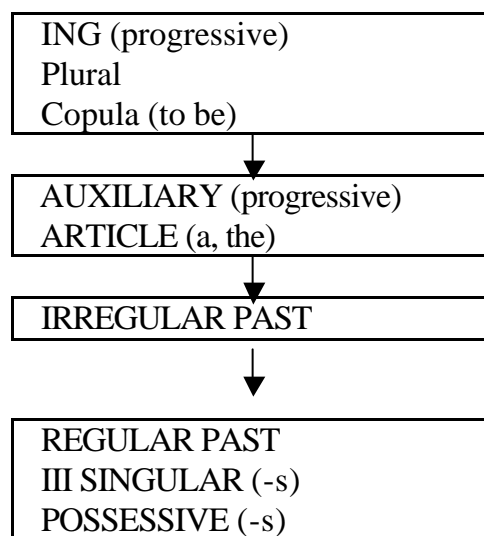 ING (progressive)
Plural
Copula (to be)
AUXILIARY (progressive)
ARTICLE (a, the)
IRREGULAR PAST
REGULAR PAST
III SINGULAR (-s)
POSSESSIVE (-s)